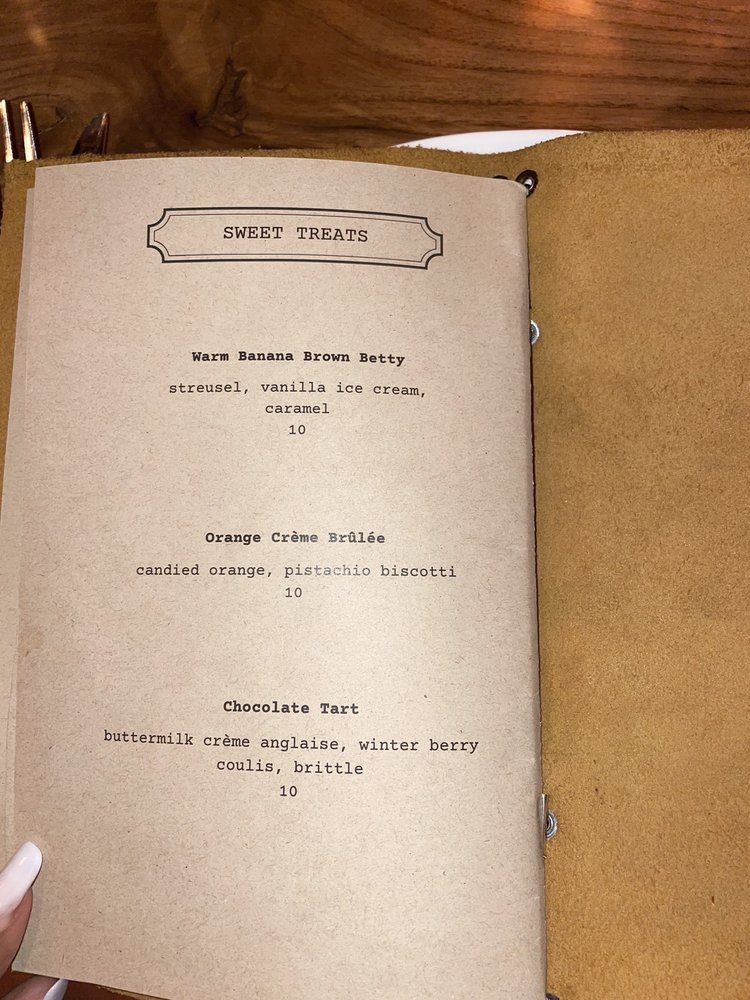 SWEET TREATS
Warm Banana Brown Betty
streusel, vanilla ice cream,
caramel
10
Orange Crème Brûlée
candied orange, pistachio biscotti
10
Chocolate Tart
buttermilk crème anglaise, winter berry
coulis, brittle
10